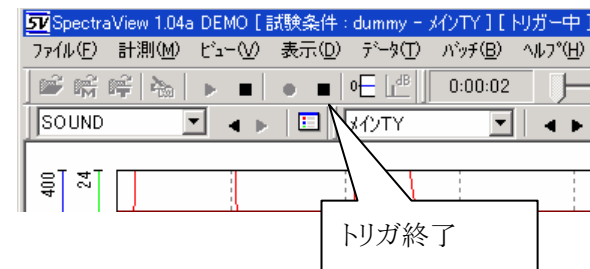 SV SpectraView 1.04a DEMO [ 試験条件 : dummy - メインTY ] [ トリガー中 ]
ファイル(F) 計測(M) ビュー(V) 表示(D) データ(T) バッチ(B) ヘルプ(H)
dB 0:00:02
SOUND メインTY
400 24
トリガ終了